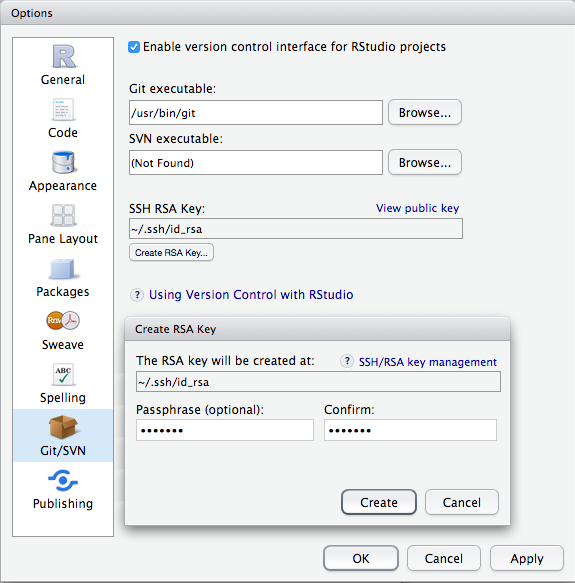 Options
General
Code
Appearance
Pane Layout
Packages
Rnw
Sweave
ABC
Spelling
Git/SVN
Publishing
Enable version control interface for RStudio projects
Git executable:
/usr/bin/git
Browse...
SVN executable:
(Not Found)
Browse...
SSH RSA Key:
View public key
~/.ssh/id_rsa
Create RSA Key...
? Using Version Control with RStudio
Create RSA Key
The RSA key will be created at:
? SSH/RSA key management
~/.ssh/id_rsa
Passphrase (optional):
Confirm:
•••••••
•••••••
Create
Cancel
OK
Cancel
Apply